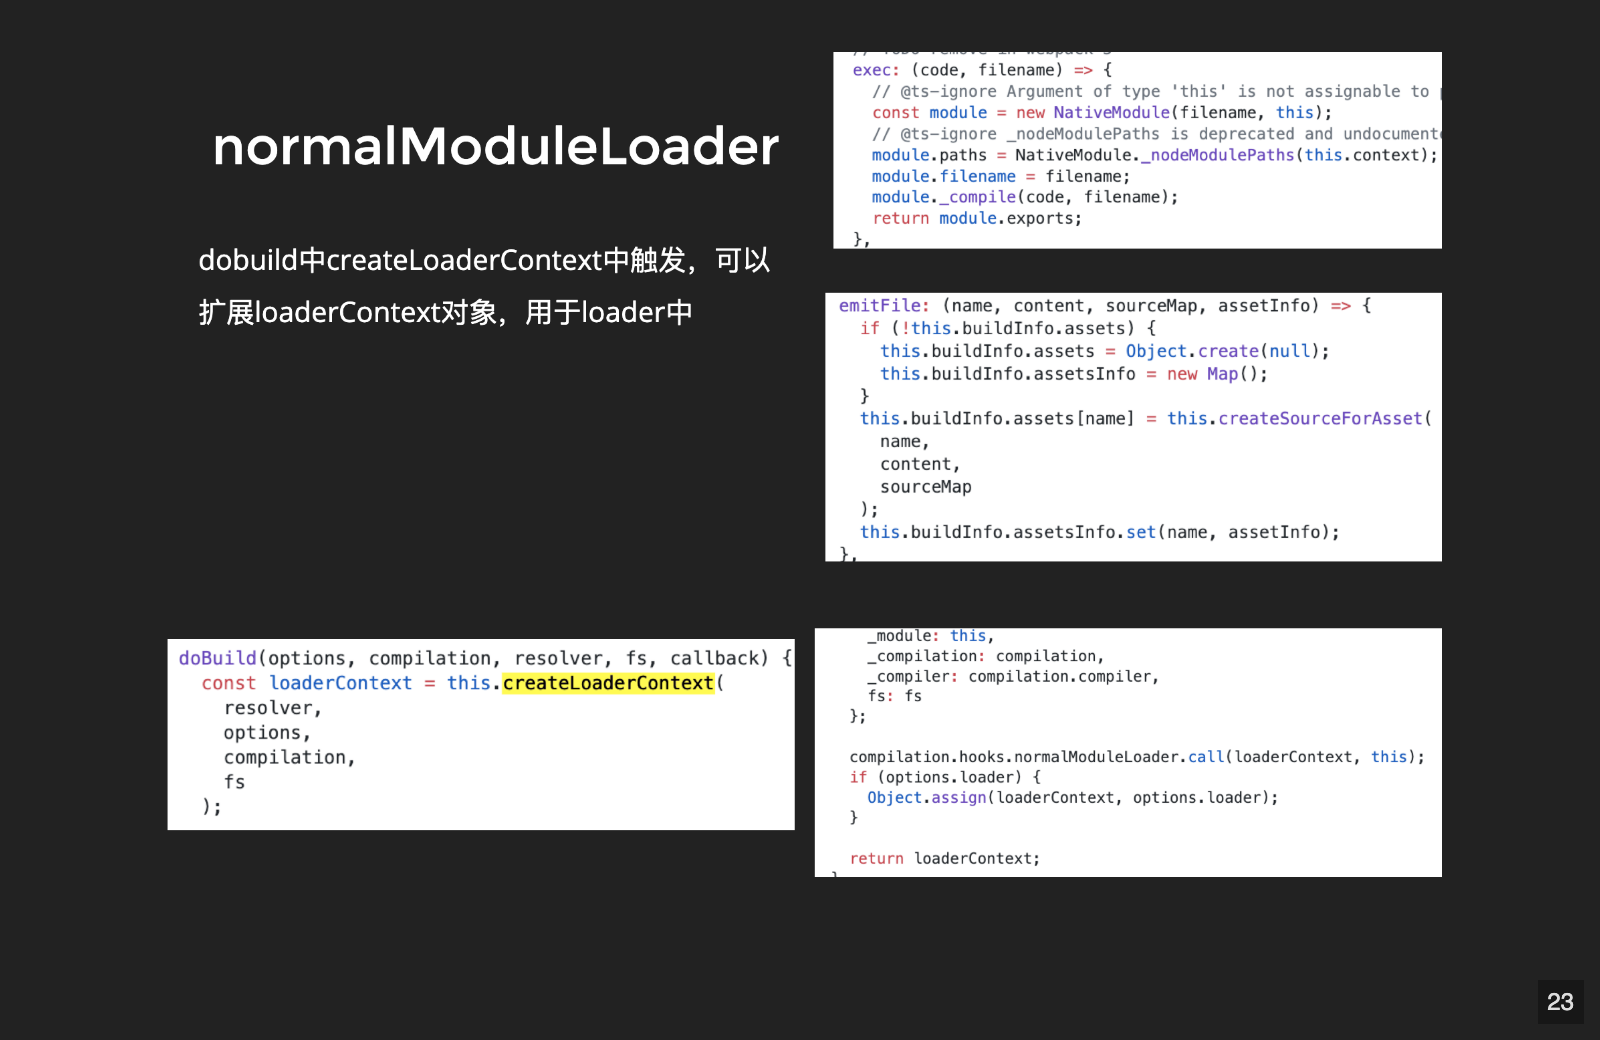 normalModuleLoader
dobuild中createLoaderContext中触发，可以
扩展loaderContext对象，用于loader中
exec: (code, filename) => {
// @ts-ignore Argument of type 'this' is not assignable to
const module = new NativeModule(filename, this);
// @ts-ignore _nodeModulePaths is deprecated and undocumente
module.paths = NativeModule._nodeModulePaths(this.context);
module.filename = filename;
module._compile(code, filename);
return module.exports;
},
emitFile: (name, content, sourceMap, assetInfo) => {
if (!this.buildInfo.assets) {
this.buildInfo.assets = Object.create(null);
this.buildInfo.assetsInfo = new Map();
}
this.buildInfo.assets[name] = this.createSourceForAsset(
name,
content,
sourceMap
);
this.buildInfo.assetsInfo.set(name, assetInfo);
},
doBuild(options, compilation, resolver, fs, callback) {
const loaderContext = this.createLoaderContext(
resolver,
options,
compilation,
fs
);
_module: this,
_compilation: compilation,
_compiler: compilation.compiler,
fs: fs
};
compilation.hooks.normalModuleLoader.call(loaderContext, this);
if (options.loader) {
Object.assign(loaderContext, options.loader);
}
return loaderContext;
23